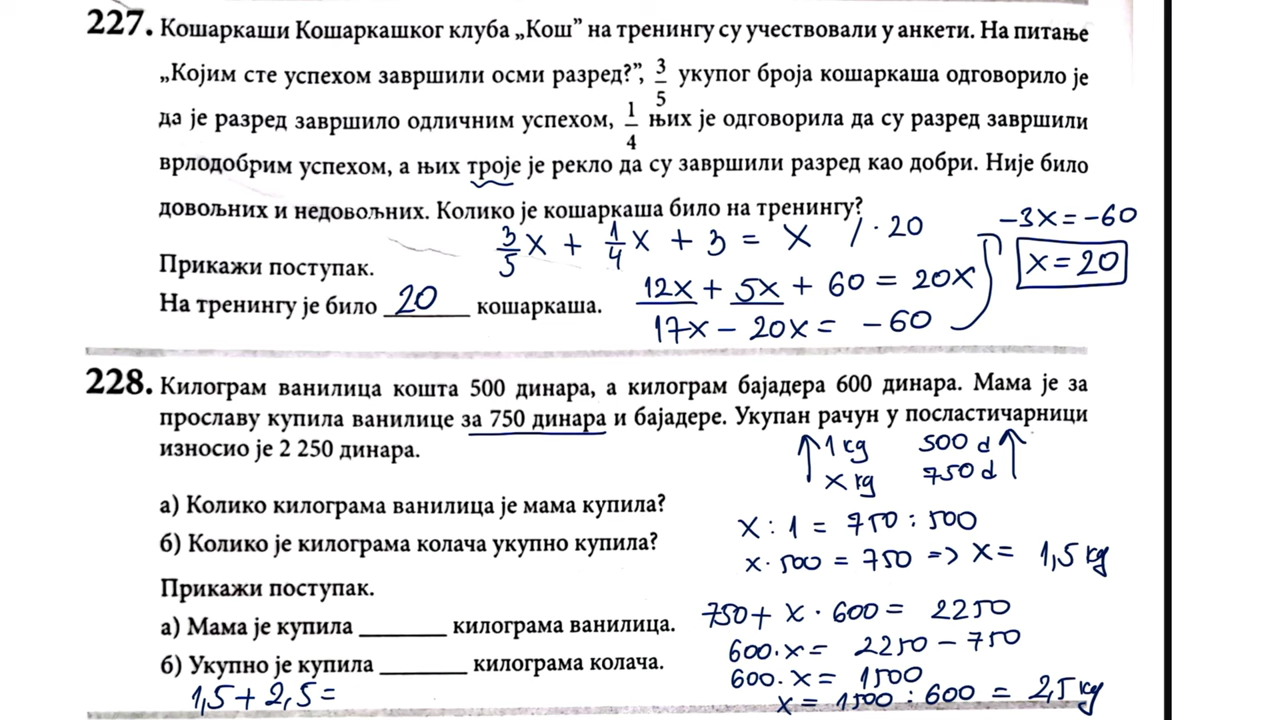 227. Кошаркаши Кошаркашког клуба „Кош” на тренингу су учествовали у анкети. На питање
„Којим сте успехом завршили осми разред?”, 3/5 укупог броја кошаркаша одговорило је
да је разред завршило одличним успехом, 1/4 њих је одговорила да су разред завршили
врлодобрим успехом, а њих троје је рекло да су завршили разред као добри. Није било
довољних и недовољних. Колико је кошаркаша било на тренингу?
3/5 x + 1/4 x + 3 = x / · 20
Прикажи поступак.
12x + 5x + 60 = 20x
На тренингу је било 20 кошаркаша.
17x − 20x = −60
−3x = −60
x = 20
228. Килограм ванилица кошта 500 динара, а килограм бајадера 600 динара. Мама је за
прославу купила ванилице за 750 динара и бајадере. Укупан рачун у посластичарници
износио је 2 250 динара.
↑ 1 kg 500 d ↑
x kg 750 d
а) Колико килограма ванилица је мама купила?
x : 1 = 750 : 500
б) Колико је килограма колача укупно купила?
x · 500 = 750 => x = 1,5 kg
Прикажи поступак.
750 + x · 600 = 2250
а) Мама је купила _______ килограма ванилица.
600 · x = 2250 − 750
б) Укупно је купила _______ килограма колача.
600 · x = 1500
1,5 + 2,5 =
x = 1500 : 600 = 2,5 kg